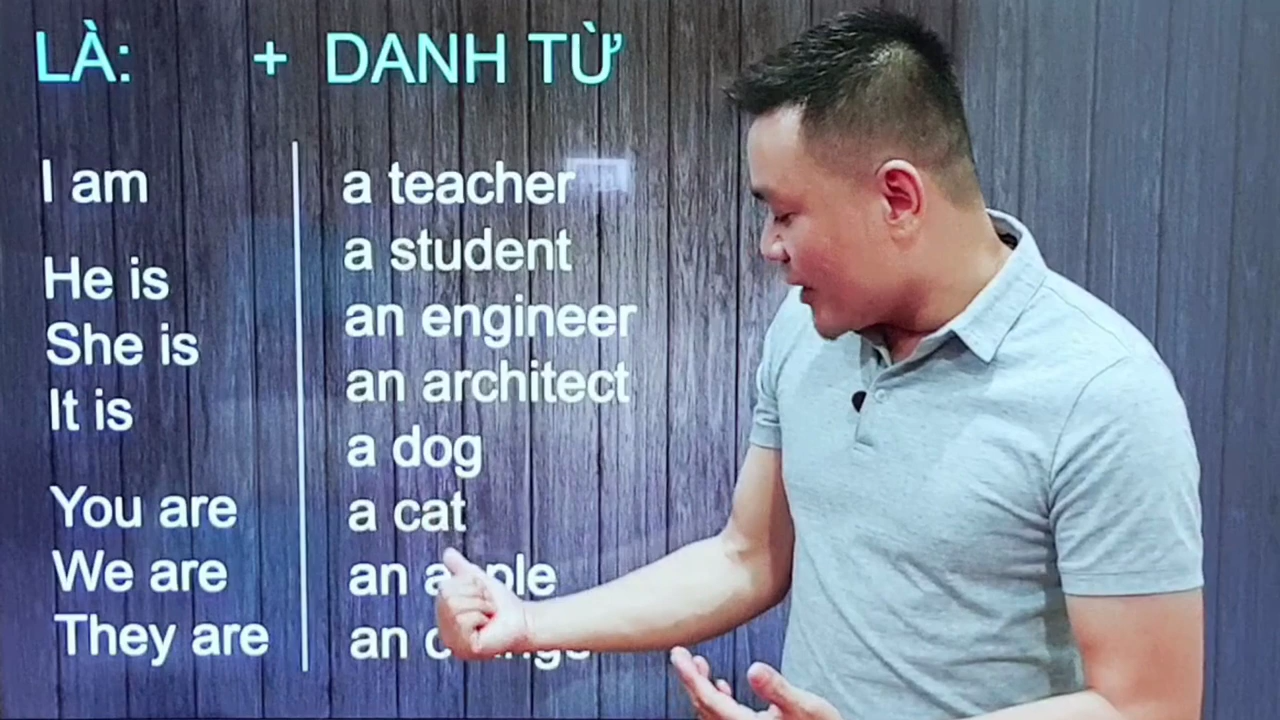 LÀ: + DANH TỪ
I am
He is
She is
It is
You are
We are
They are
a teacher
a student
an engineer
an architect
a dog
a cat
an
an